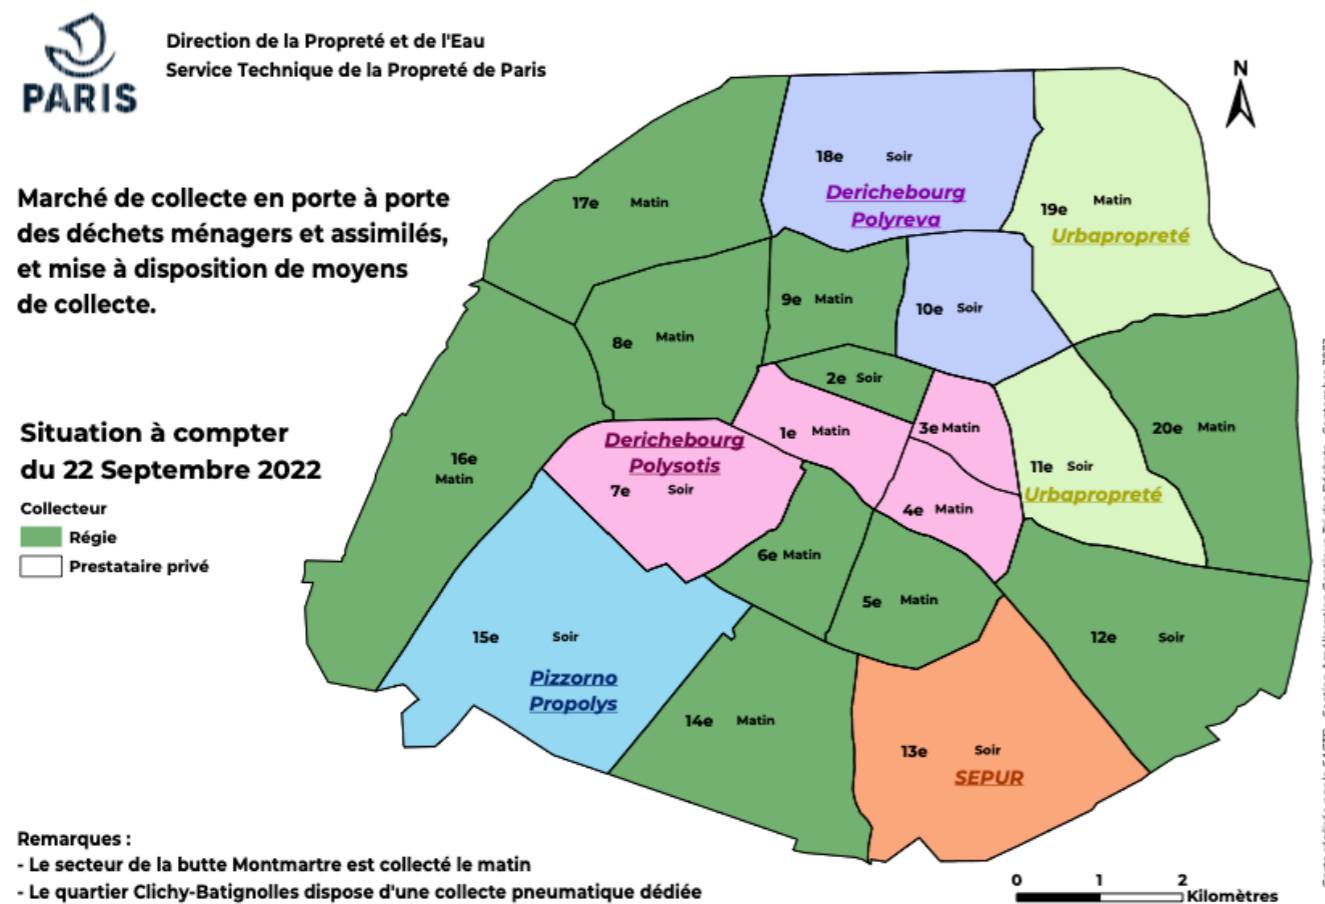 PARIS
Direction de la Propreté et de l'Eau
Service Technique de la Propreté de Paris
N
Marché de collecte en porte à porte
des déchets ménagers et assimilés,
et mise à disposition de moyens
de collecte.
Situation à compter
du 22 Septembre 2022
Collecteur
Régie
Prestataire privé
18e Soir
Derichebourg
Polyreva
17e Matin
19e Matin
Urbapropreté
9e Matin
10e Soir
8e Matin
2e Soir
1e Matin
3e Matin
20e Matin
Derichebourg
Polysotis
7e Soir
16e
Matin
11e Soir
Urbapropreté
4e Matin
6e Matin
5e Matin
15e Soir
Pizzorno
Propolys
12e Soir
14e Matin
13e Soir
SEPUR
Remarques :
- Le secteur de la butte Montmartre est collecté le matin
- Le quartier Clichy-Batignolles dispose d'une collecte pneumatique dédiée
0 1 2
Kilomètres